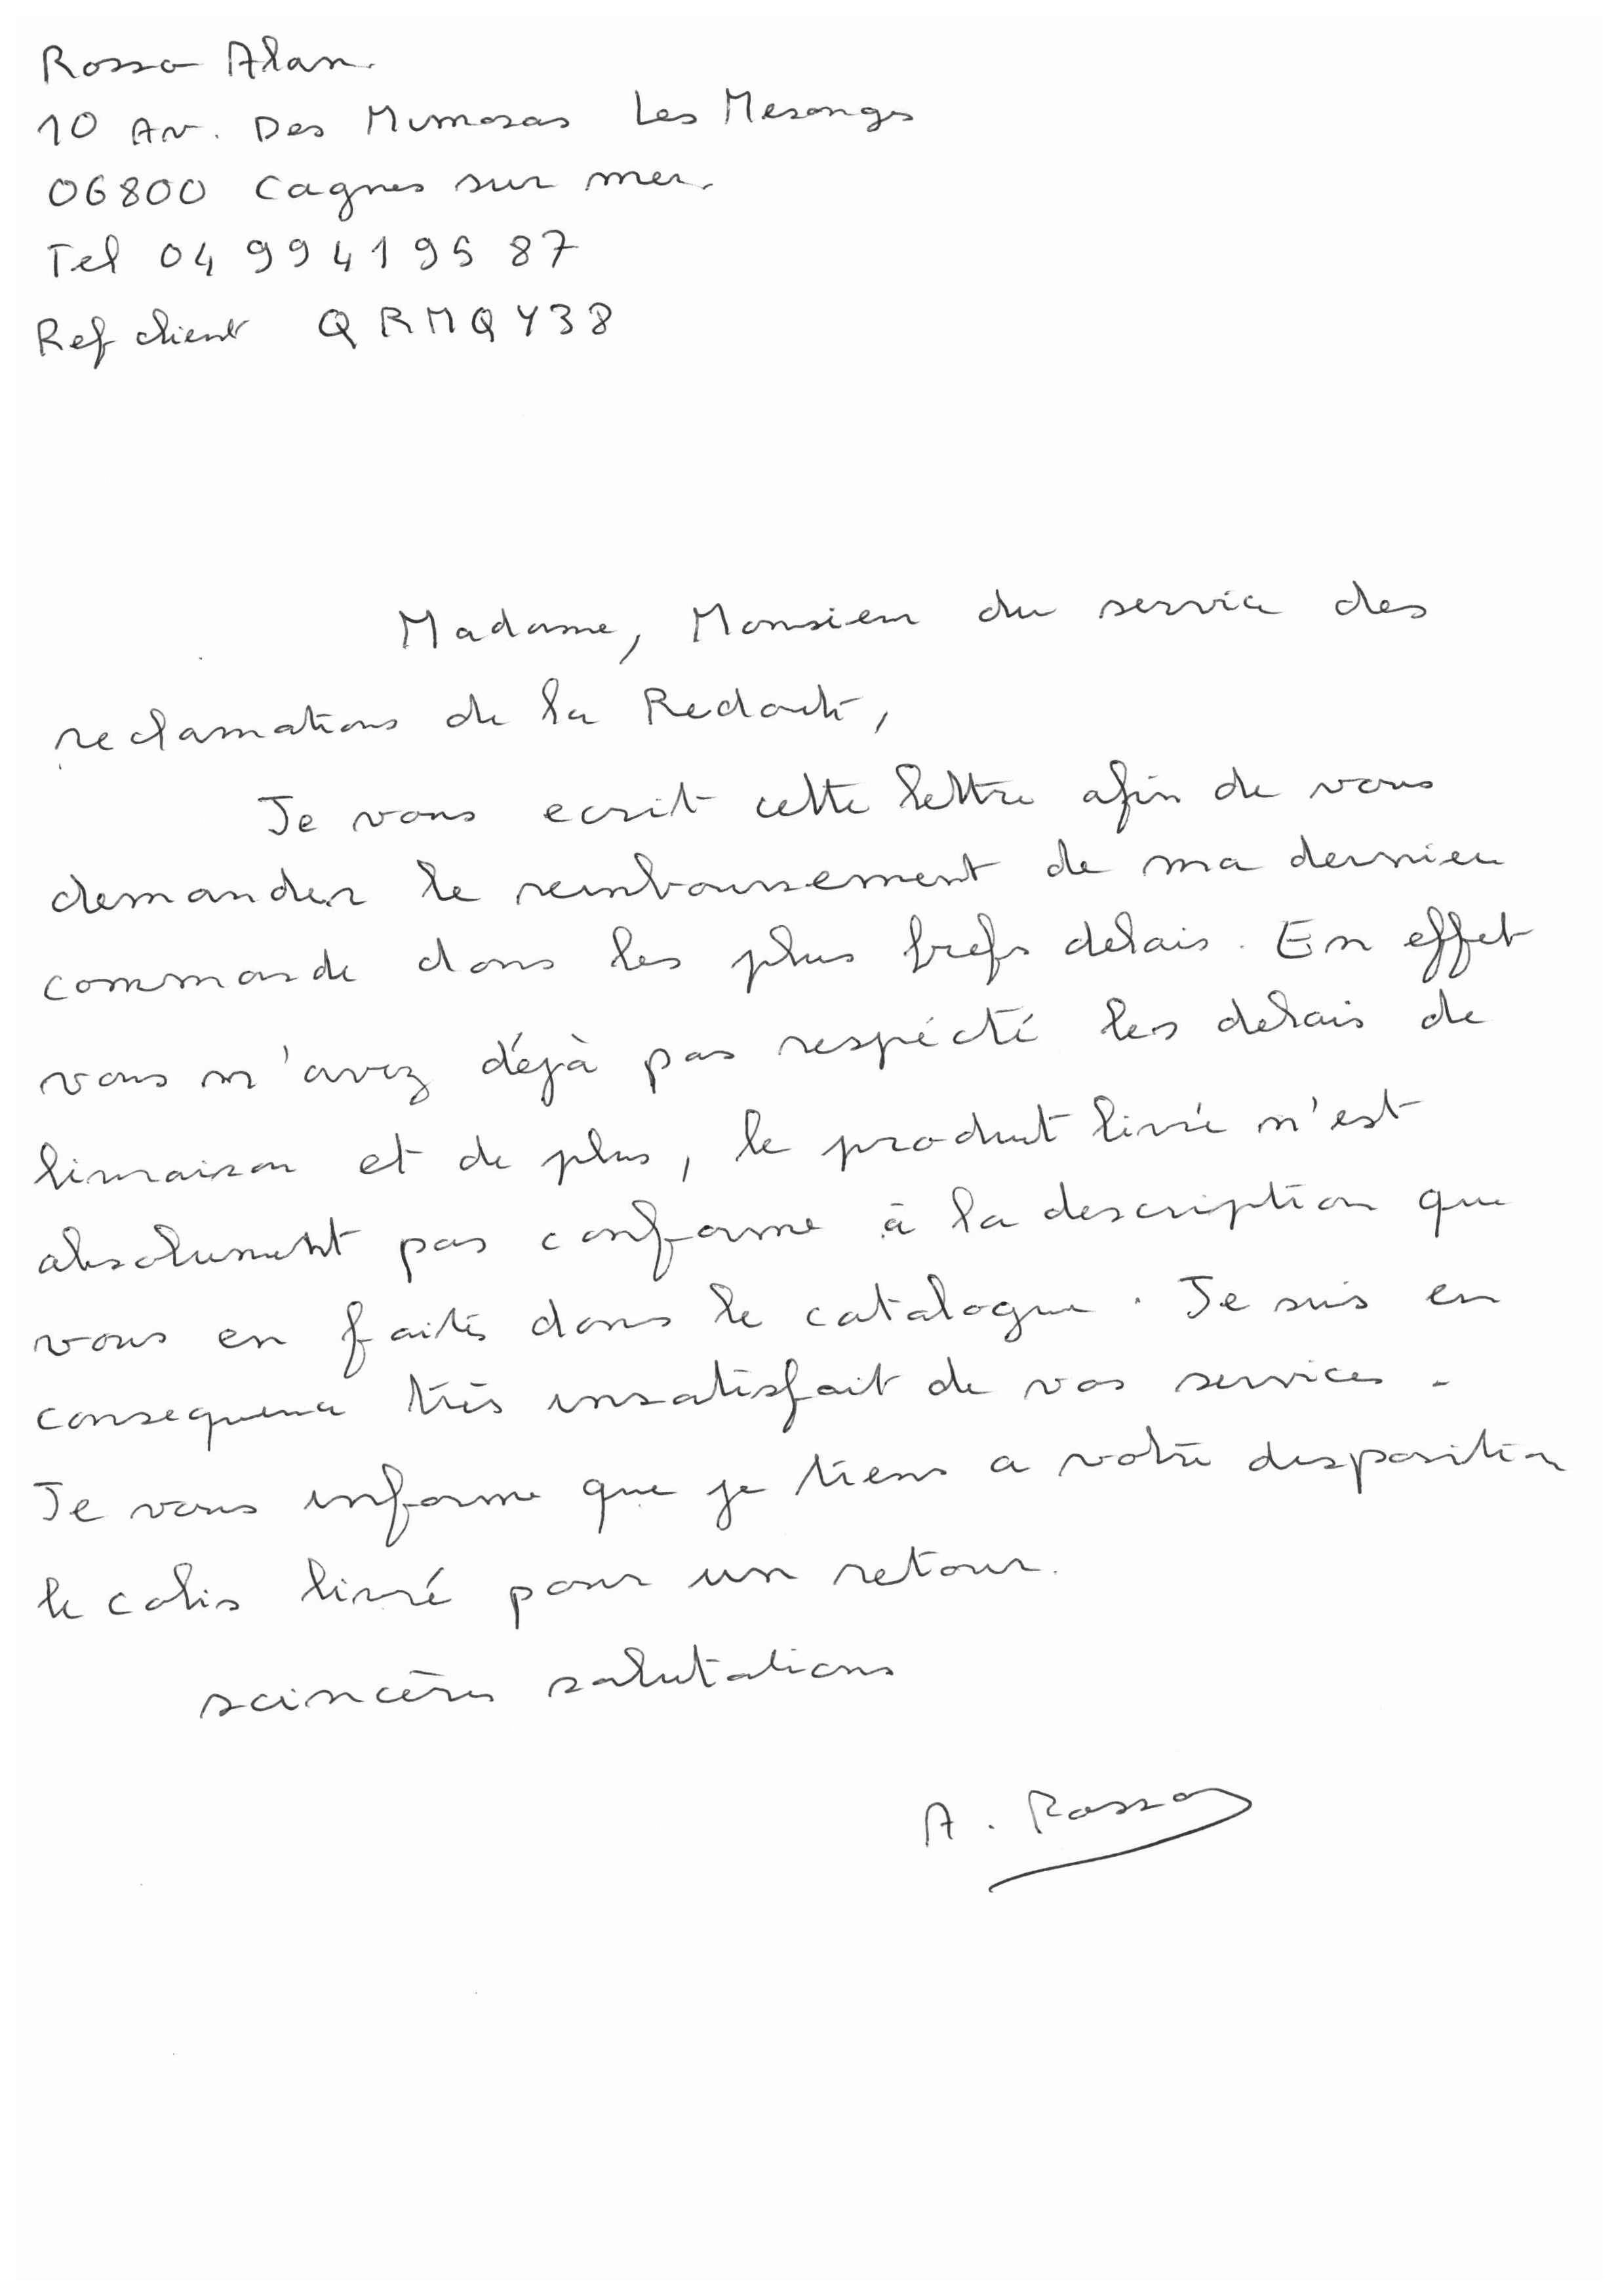 Rosso Alan.
10 Av. Des Mimosas Les Mesanges
06800 Cagnes sur mer.
Tel 04 99 41 95 87
Ref client QRMQY38
Madame, Monsieur du service des
reclamations de la Redoute,
Je vous ecrit cette lettre afin de vous
demander le remboursement de ma derniere
commande dans les plus brefs delais. En effet
vous n'avez déjà pas respécté les delais de
livraison et de plus, le produit livré n'est
absolument pas conforme à la description que
vous en faites dans le catalogue. Je suis en
consequence très insatisfait de vos services.
Je vous informe que je tiens a votre disposition
le colis livré pour un retour.
scincères salutations
A. Rosso